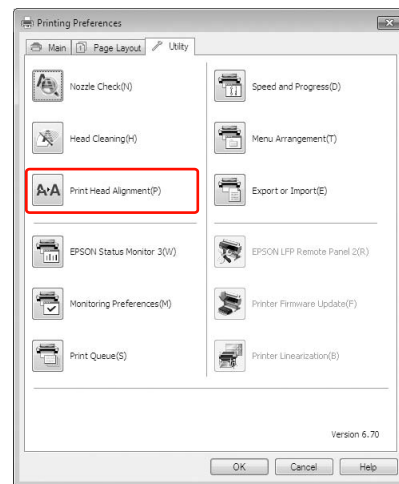 Printing Preferences
Main
Page Layout
Utility
Nozzle Check(N)
Speed and Progress(D)
Head Cleaning(H)
Menu Arrangement(T)
A·A Print Head Alignment(P)
Export or Import(E)
EPSON Status Monitor 3(W)
EPSON LFP Remote Panel 2(R)
Monitoring Preferences(M)
Printer Firmware Update(F)
Print Queue(S)
Printer Linearization(B)
Version 6.70
OK
Cancel
Help